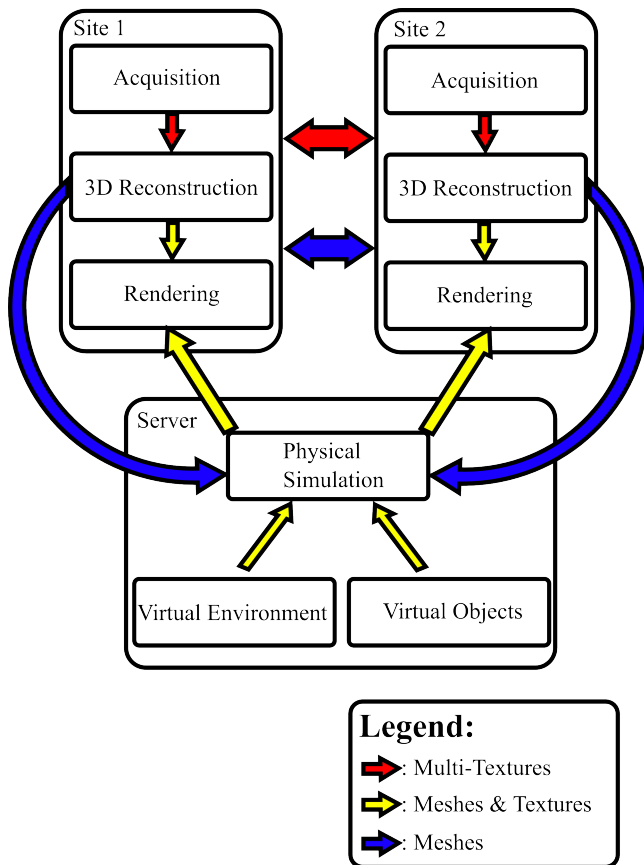 Site 1
Acquisition
3D Reconstruction
Rendering
Site 2
Acquisition
3D Reconstruction
Rendering
Server
Physical
Simulation
Virtual Environment
Virtual Objects
Legend:
: Multi-Textures
: Meshes & Textures
: Meshes